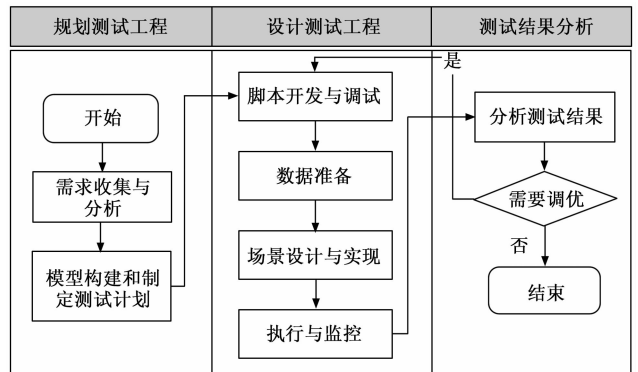 规划测试工程
设计测试工程
测试结果分析
开始
需求收集与
分析
模型构建和制
定测试计划
脚本开发与调试
数据准备
场景设计与实现
执行与监控
是
分析测试结果
需要调优
否
结束